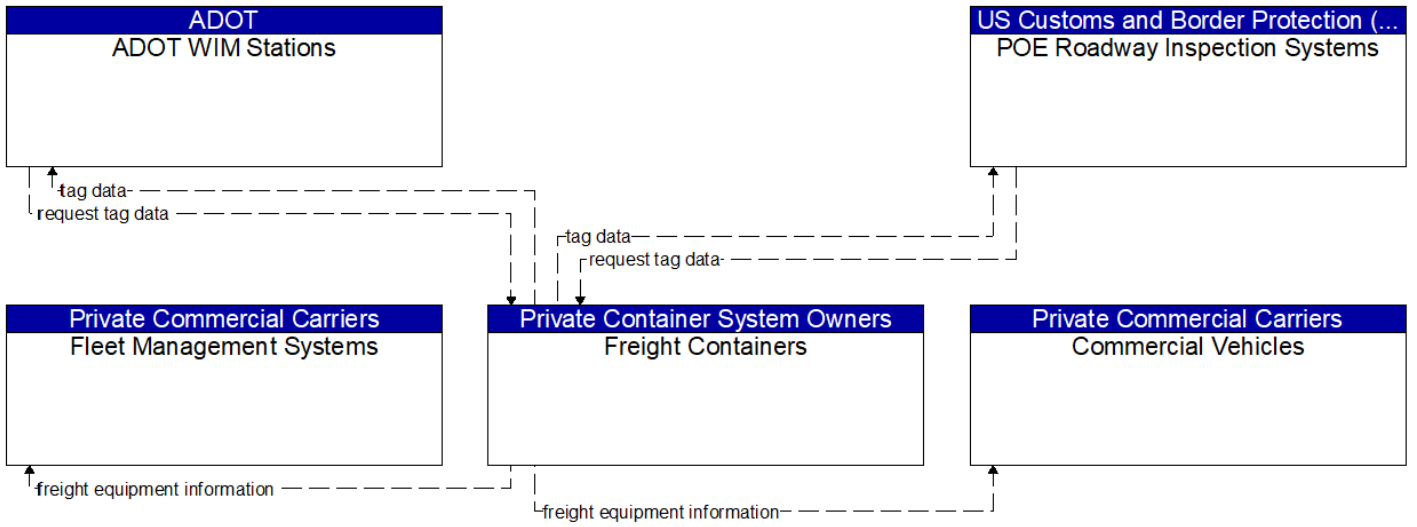 ADOT
ADOT WIM Stations
US Customs and Border Protection (...
POE Roadway Inspection Systems
tag data
request tag data
tag data
request tag data
Private Commercial Carriers
Fleet Management Systems
Private Container System Owners
Freight Containers
Private Commercial Carriers
Commercial Vehicles
freight equipment information
freight equipment information